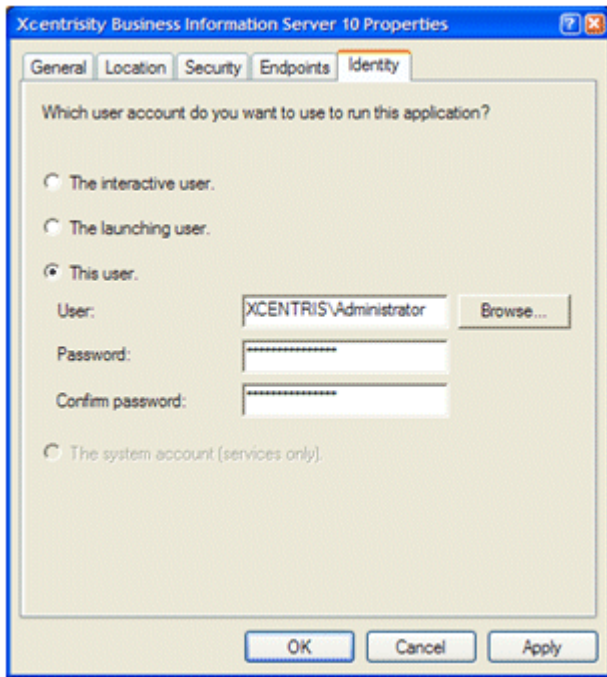 Xcentrisity Business Information Server 10 Properties
General Location Security Endpoints Identity
Which user account do you want to use to run this application?
The interactive user.
The launching user.
This user.
User: XCENTRIS\Administrator Browse...
Password: ***************
Confirm password: ***************
The system account (services only).
OK Cancel Apply